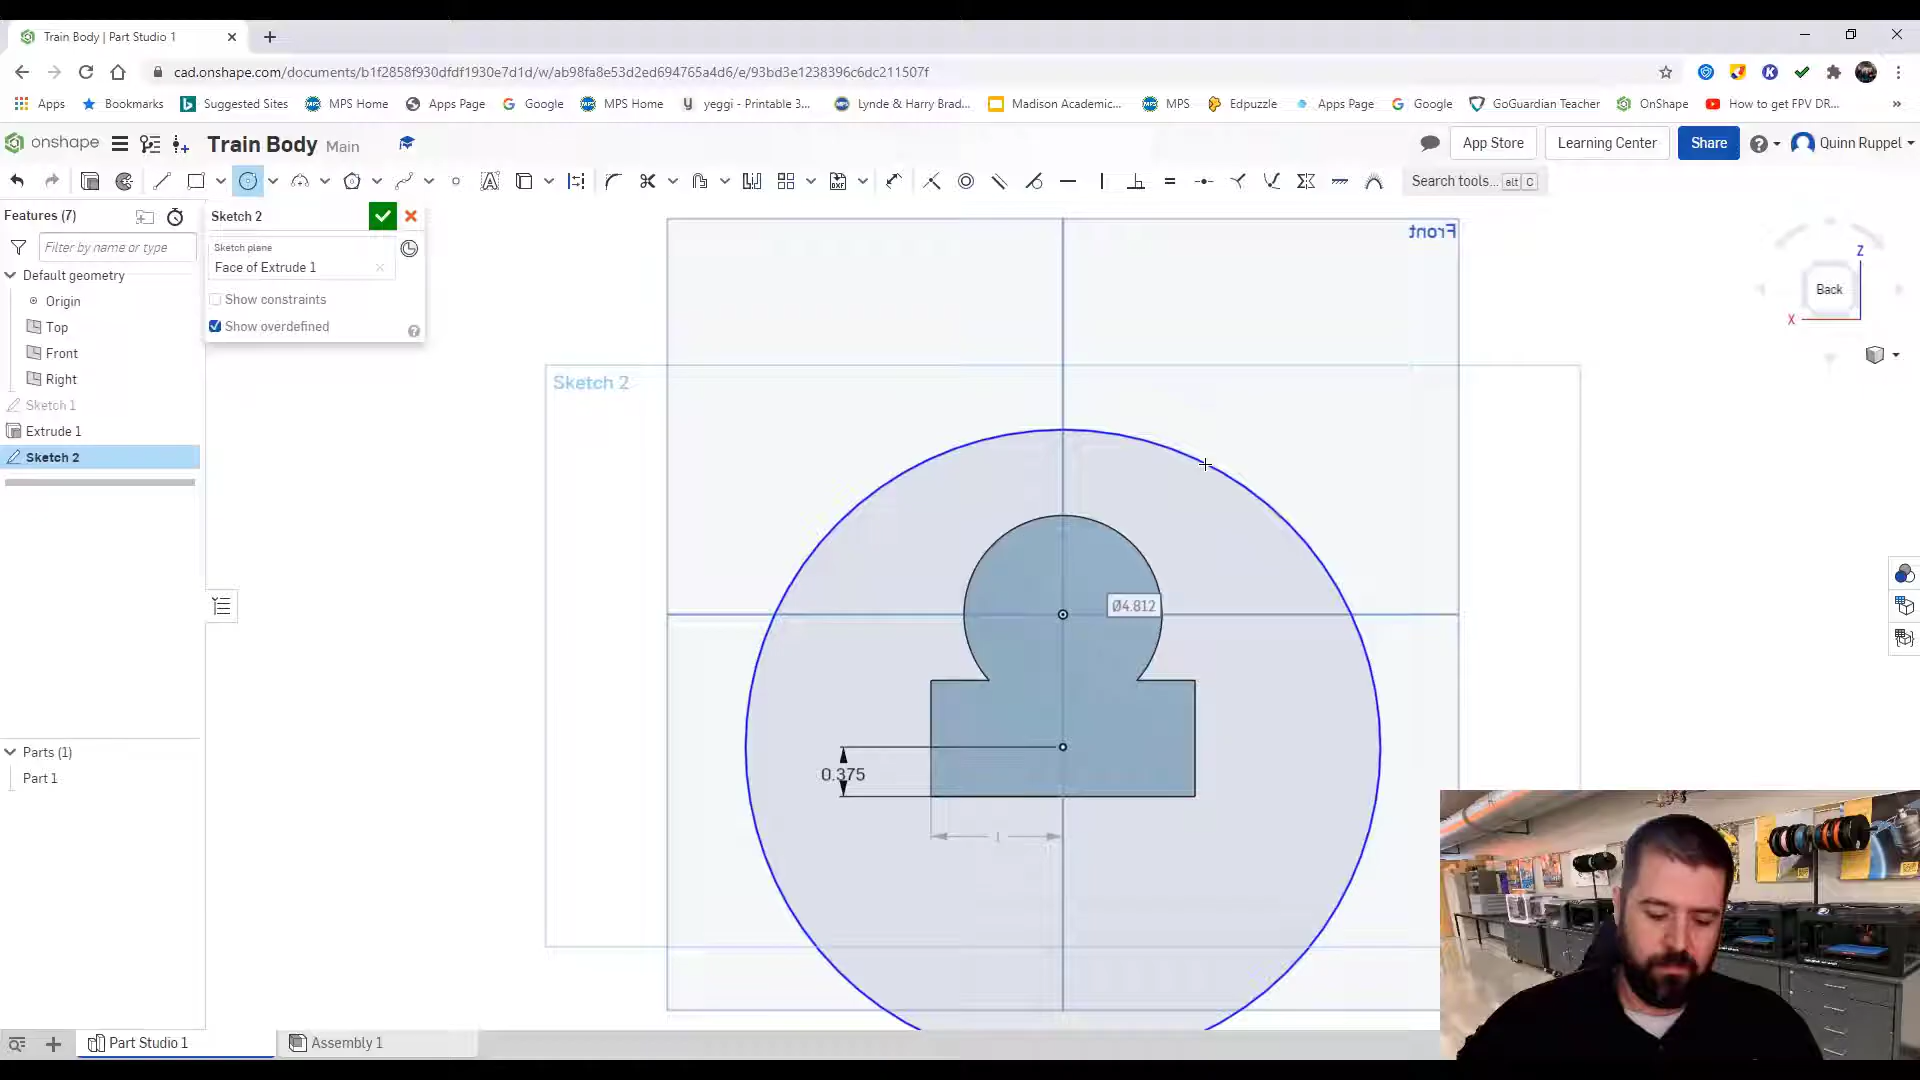 Train Body | Part Studio 1
cad.onshape.com/documents/b1f2858f930dfdf1930e7d1d/w/ab98fa8e53d2ed694765a4d6/e/93bd3e1238396c6dc211507f
Apps Bookmarks Suggested Sites MPS Home Apps Page Google MPS Home yeggi - Printable 3... Lynde & Harry Brad... Madison Academic... MPS Edpuzzle Apps Page Google GoGuardian Teacher OnShape How to get FPV DR... »
onshape Train Body Main App Store Learning Center Share Quinn Ruppel
Search tools... alt C
Features (7)
Filter by name or type
Default geometry
Origin
Top
Front
Right
Sketch 1
Extrude 1
Sketch 2
Sketch 2
Sketch plane
Face of Extrude 1
Show constraints
Show overdefined
Front
Z
Back
X
Sketch 2
Ø4.812
0.375
1
Parts (1)
Part 1
Part Studio 1
Assembly 1